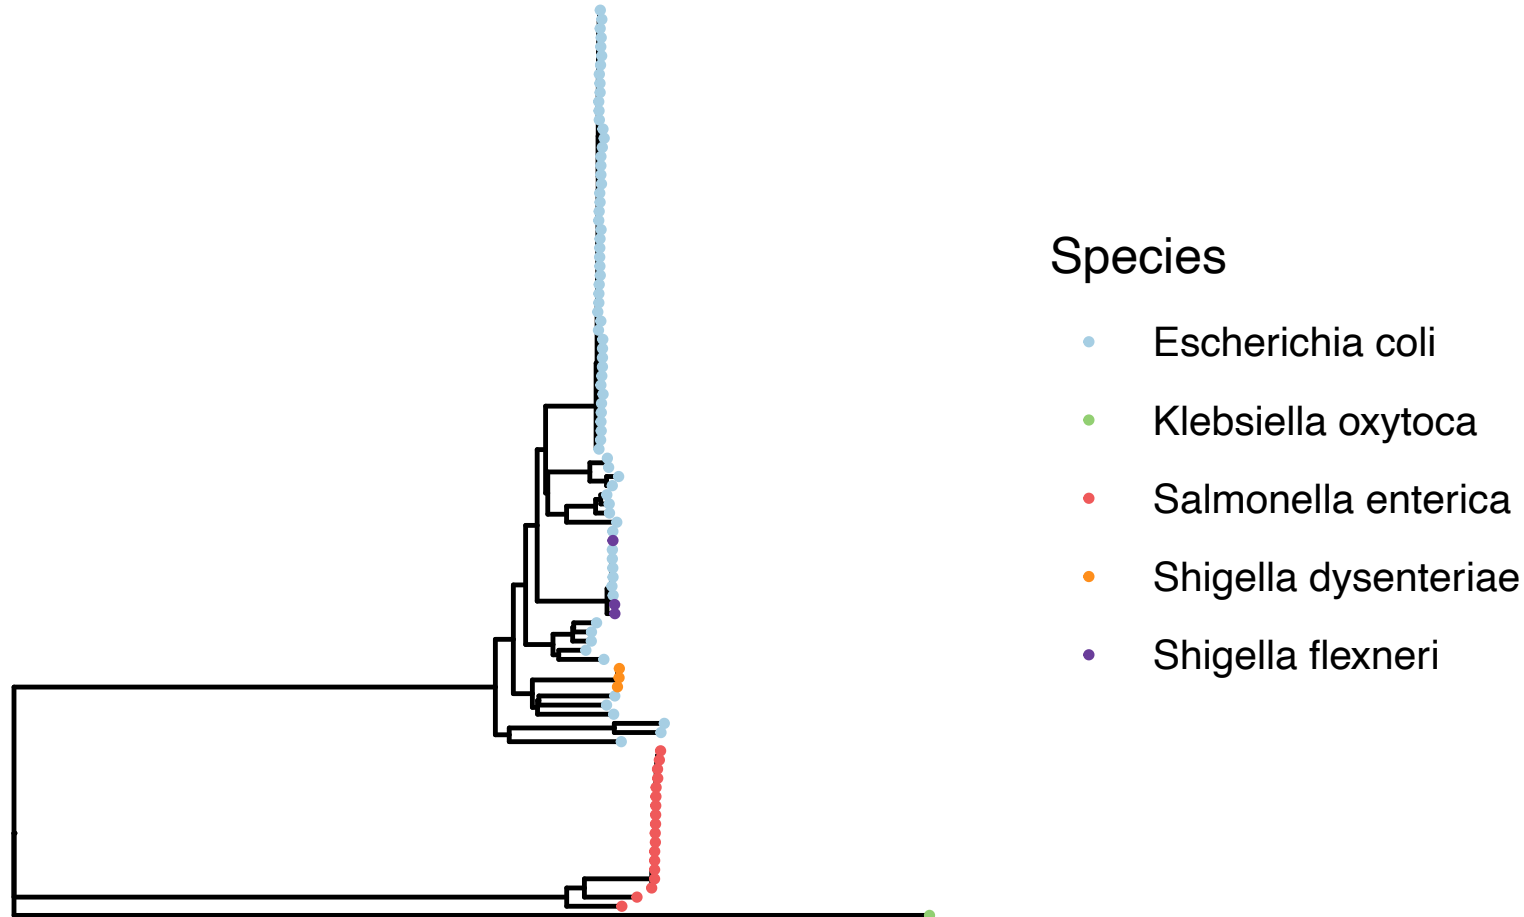 Species
Escherichia coli
Klebsiella oxytoca
Salmonella enterica
Shigella dysenteriae
Shigella flexneri